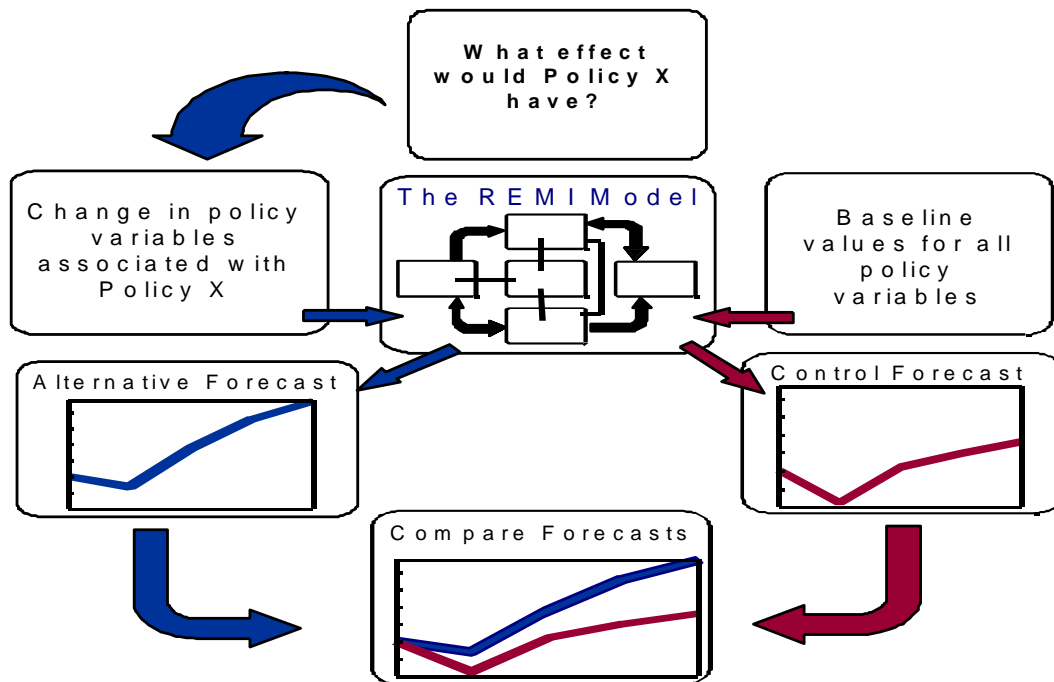 What effect
would Policy X
have?
Change in policy
variables
associated with
Policy X
The REMI Model
Baseline
values for all
policy
variables
Alternative Forecast
Control Forecast
Compare Forecasts